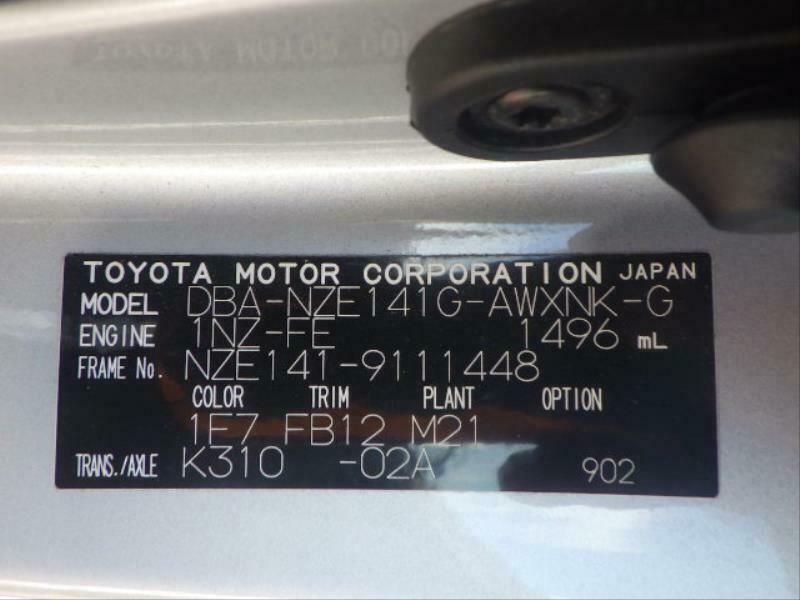 TOYOTA MOTOR CORPORATION JAPAN
MODEL DBA-NZE141G-AWXNK-G
ENGINE 1NZ-FE 1496 mL
FRAME No. NZE141-9111448
COLOR TRIM PLANT OPTION
1E7 FB12 M21
TRANS./AXLE K310 -02A 902